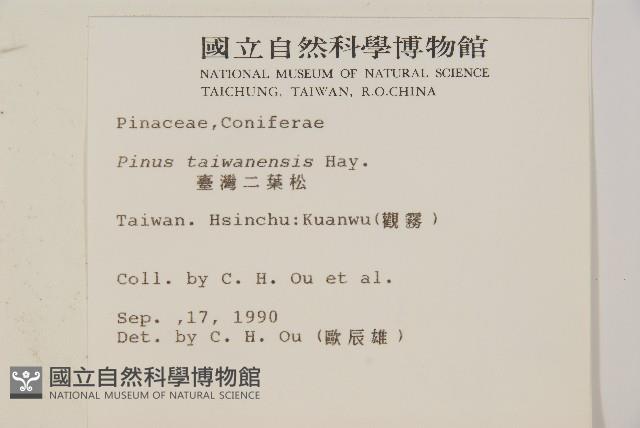 國立自然科學博物館
NATIONAL MUSEUM OF NATURAL SCIENCE
TAICHUNG, TAIWAN, R.O.CHINA
Pinaceae,Coniferae
Pinus taiwanensis Hay.
臺灣二葉松
Taiwan. Hsinchu:Kuanwu(觀霧)
Coll. by C. H. Ou et al.
Sep. ,17, 1990
Det. by C. H. Ou (歐辰雄)
國立自然科學博物館
NATIONAL MUSEUM OF NATURAL SCIENCE